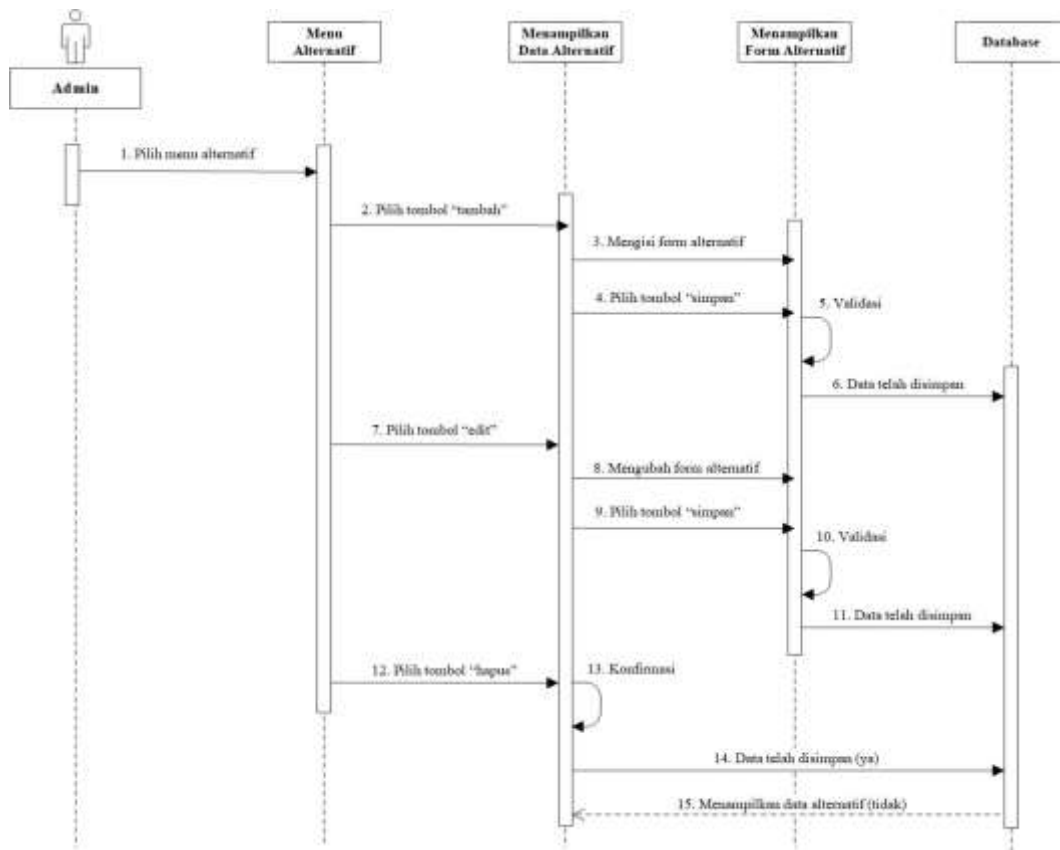 Admin
Menu
Alternatif
Menampilkan
Data Alternatif
Menampilkan
Form Alternatif
Database
1. Pilih menu alternatif
2. Pilih tombol “tambah”
3. Mengisi form alternatif
4. Pilih tombol “simpan”
5. Validasi
6. Data telah disimpan
7. Pilih tombol “edit”
8. Mengubah form alternatif
9. Pilih tombol “simpan”
10. Validasi
11. Data telah disimpan
12. Pilih tombol “hapus”
13. Konfirmasi
14. Data telah disimpan (ya)
15. Menampilkan data alternatif (tidak)